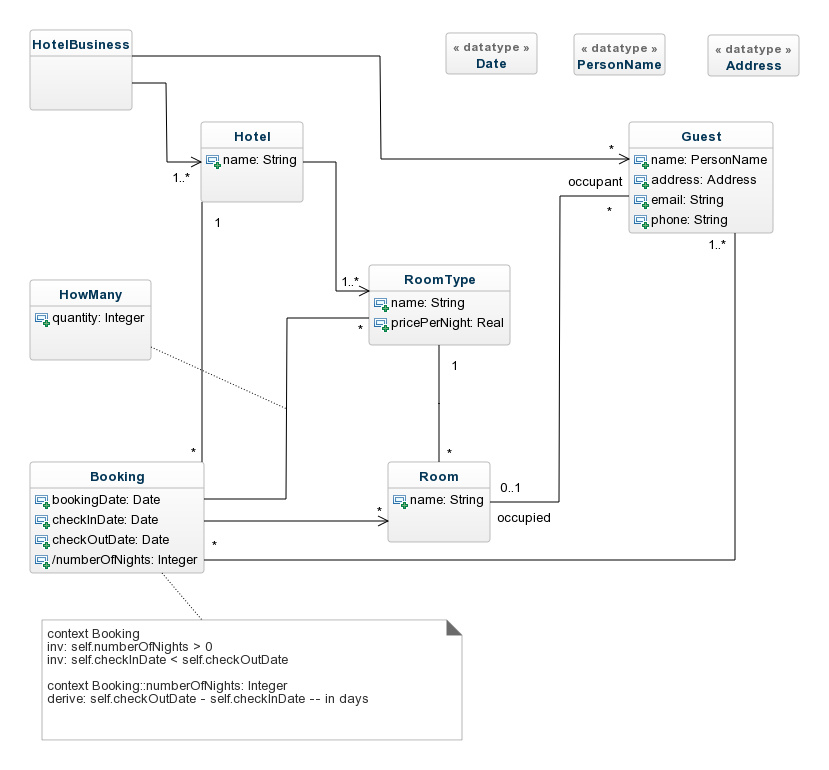 HotelBusiness
« datatype »
Date
« datatype »
PersonName
« datatype »
Address
Hotel
name: String
1..*
1
*
Guest
name: PersonName
address: Address
email: String
phone: String
occupant
*
1..*
HowMany
quantity: Integer
1..*
RoomType
name: String
pricePerNight: Real
*
1
*
*
Booking
bookingDate: Date
checkInDate: Date
checkOutDate: Date
/numberOfNights: Integer
*
*
Room
name: String
0..1
occupied
context Booking
inv: self.numberOfNights > 0
inv: self.checkInDate < self.checkOutDate
context Booking::numberOfNights: Integer
derive: self.checkOutDate - self.checkInDate -- in days